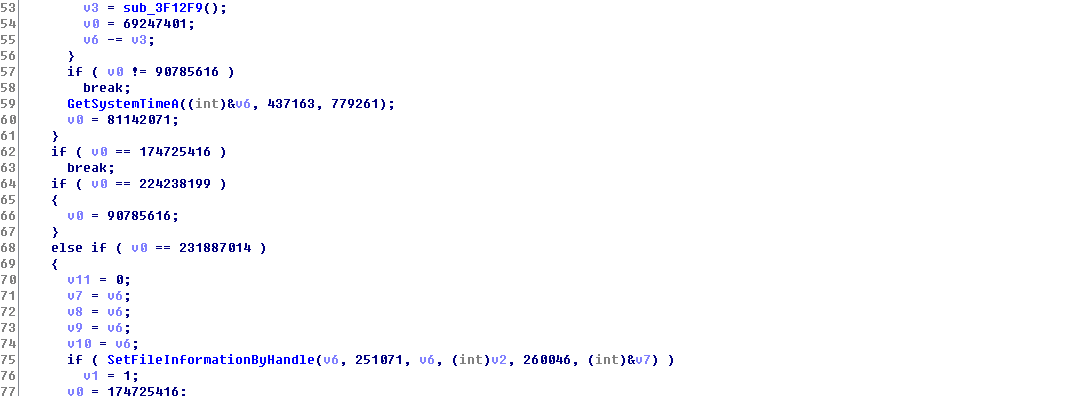 53 v3 = sub_3F12F9();
54 v0 = 69247401;
55 v6 -= v3;
56 }
57 if ( v0 != 90785616 )
58 break;
59 GetSystemTimeA((int)&v6, 437163, 779261);
60 v0 = 81142071;
61 }
62 if ( v0 == 174725416 )
63 break;
64 if ( v0 == 224238199 )
65 {
66 v0 = 90785616;
67 }
68 else if ( v0 == 231887014 )
69 {
70 v11 = 0;
71 v7 = v6;
72 v8 = v6;
73 v9 = v6;
74 v10 = v6;
75 if ( SetFileInformationByHandle(v6, 251071, v6, (int)v2, 260046, (int)&v7) )
76 v1 = 1;
77 v0 = 174725416;